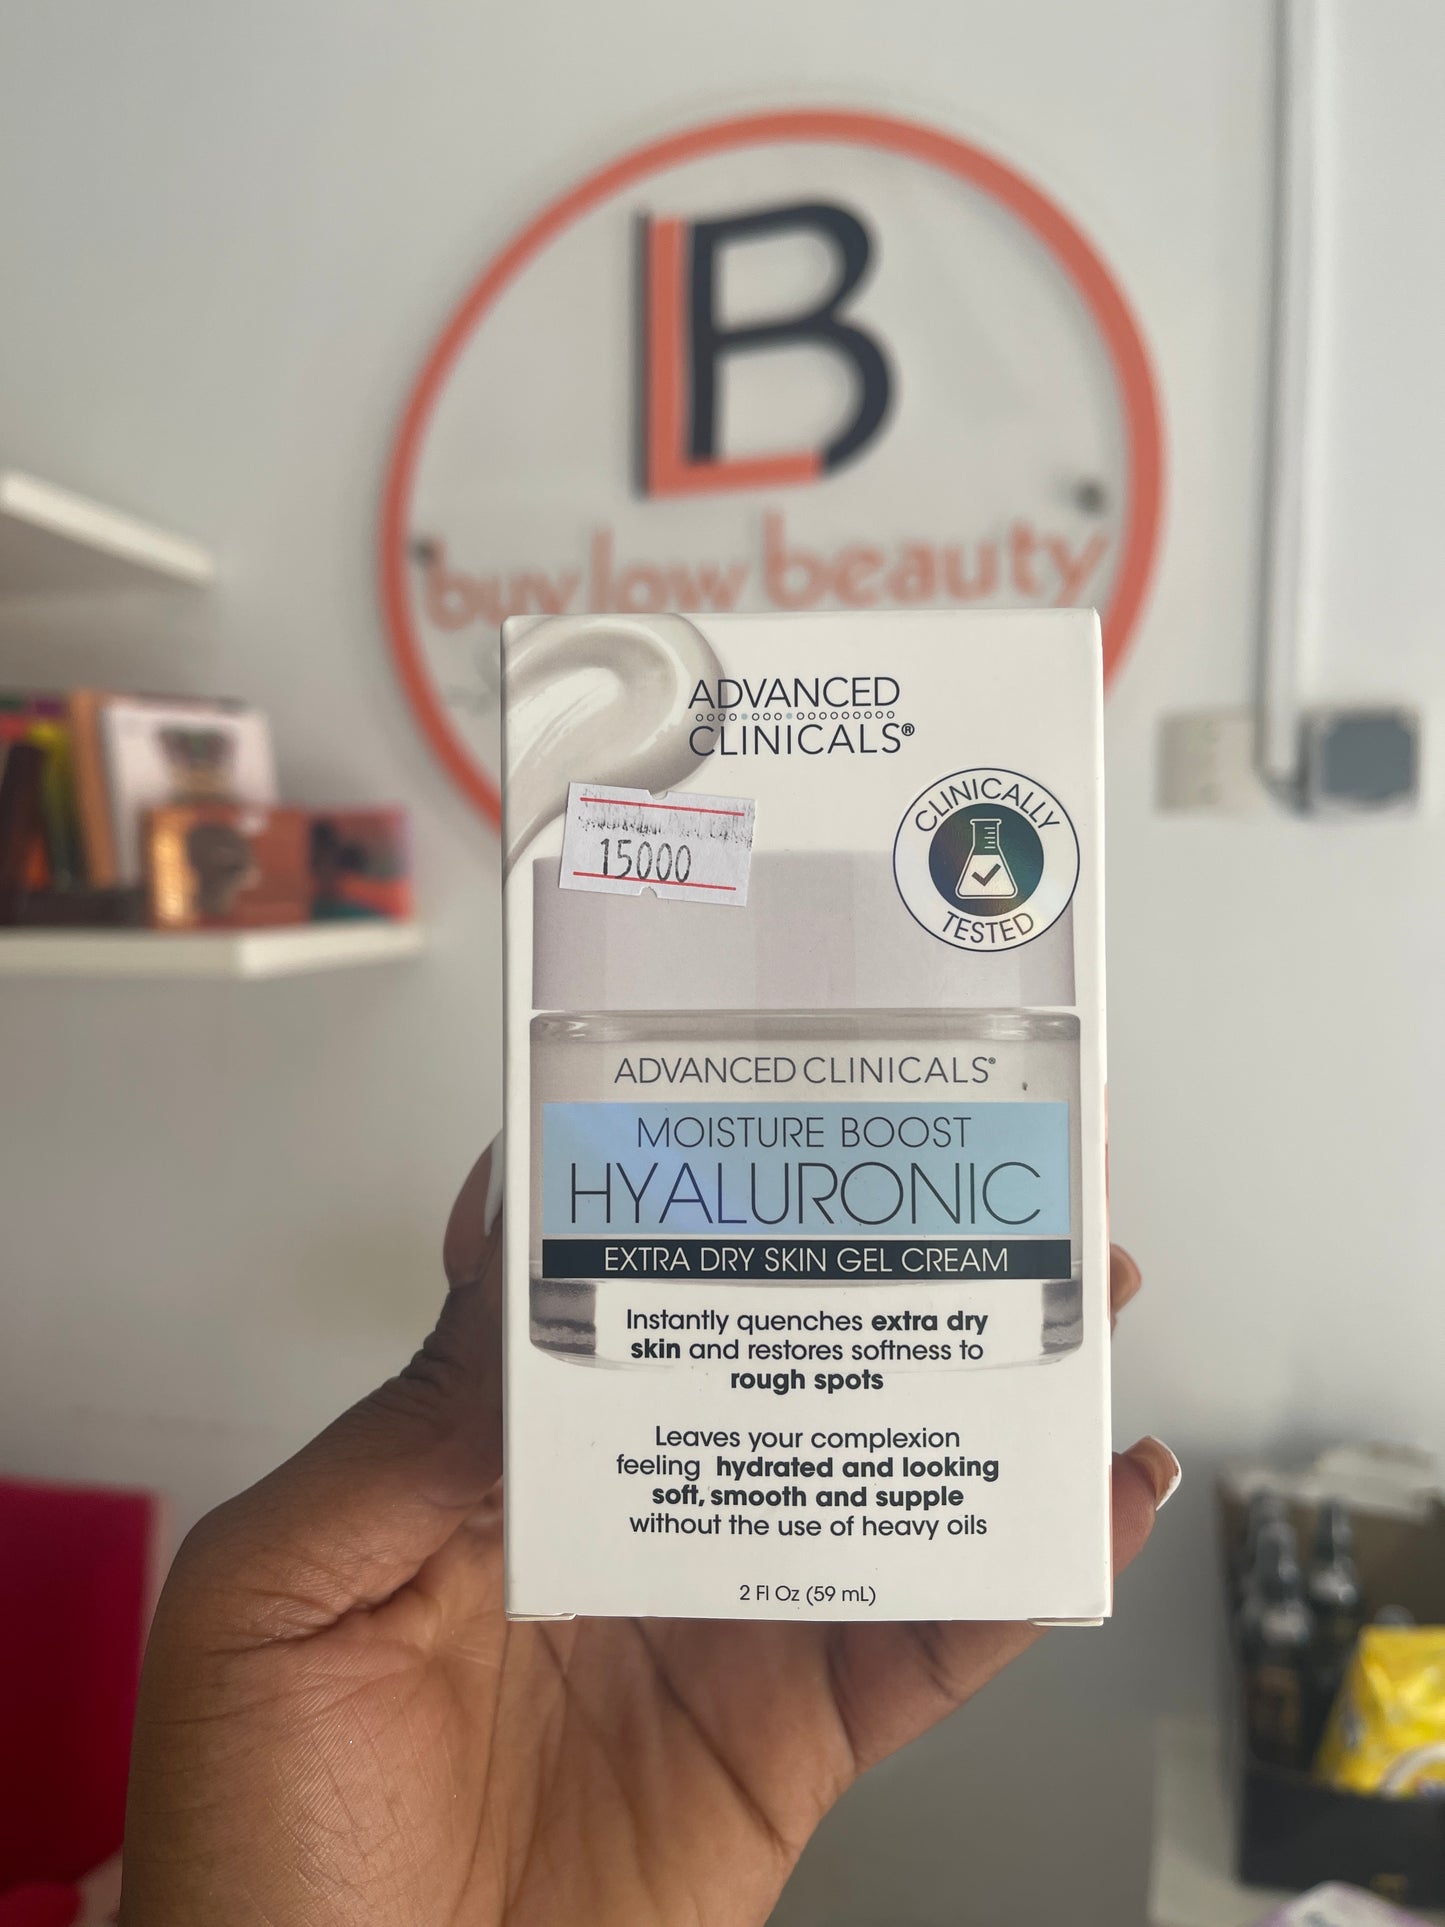 LB
buy low beauty
ADVANCED
CLINICALS®
15000
CLINICALLY
TESTED
ADVANCED CLINICALS®
MOISTURE BOOST
HYALURONIC
EXTRA DRY SKIN GEL CREAM
Instantly quenches extra dry
skin and restores softness to
rough spots
Leaves your complexion
feeling hydrated and looking
soft, smooth and supple
without the use of heavy oils
2 Fl Oz (59 mL)